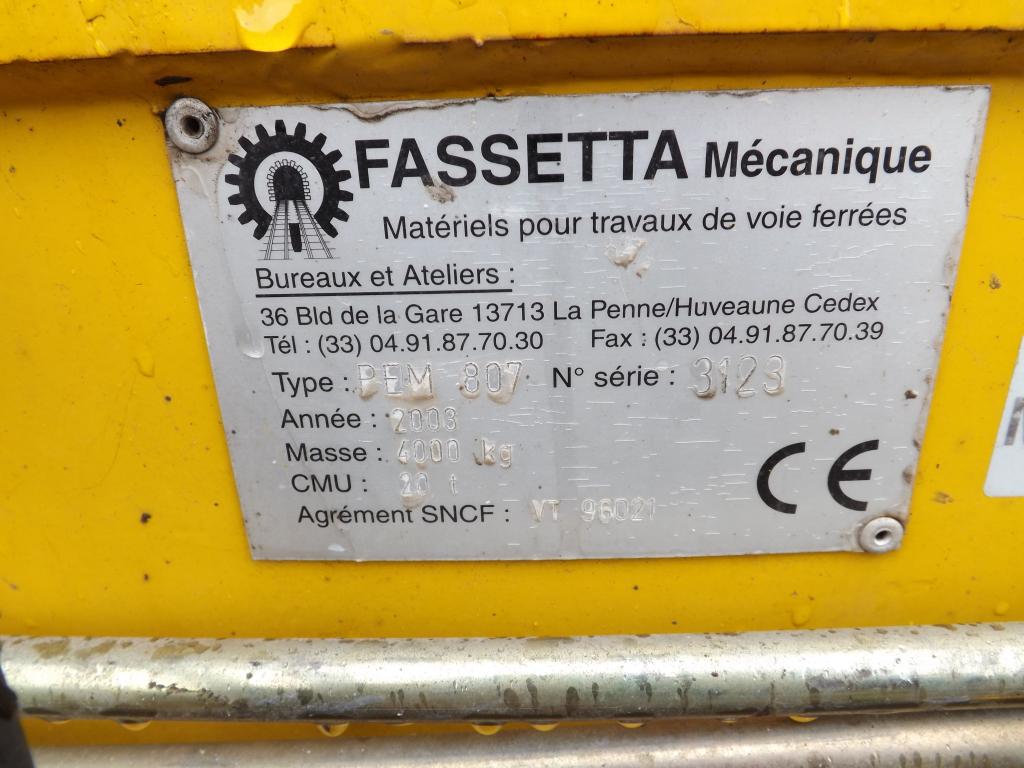 FASSETTA Mécanique
Matériels pour travaux de voie ferrées
Bureaux et Ateliers :
36 Bld de la Gare 13713 La Penne/Huveaune Cedex
Tél : (33) 04.91.87.70.30 Fax : (33) 04.91.87.70.39
Type : PEM 807 N° série : 3123
Année : 2003
Masse : 4000 kg
CMU : 20 t
Agrément SNCF : VT 96021
CE